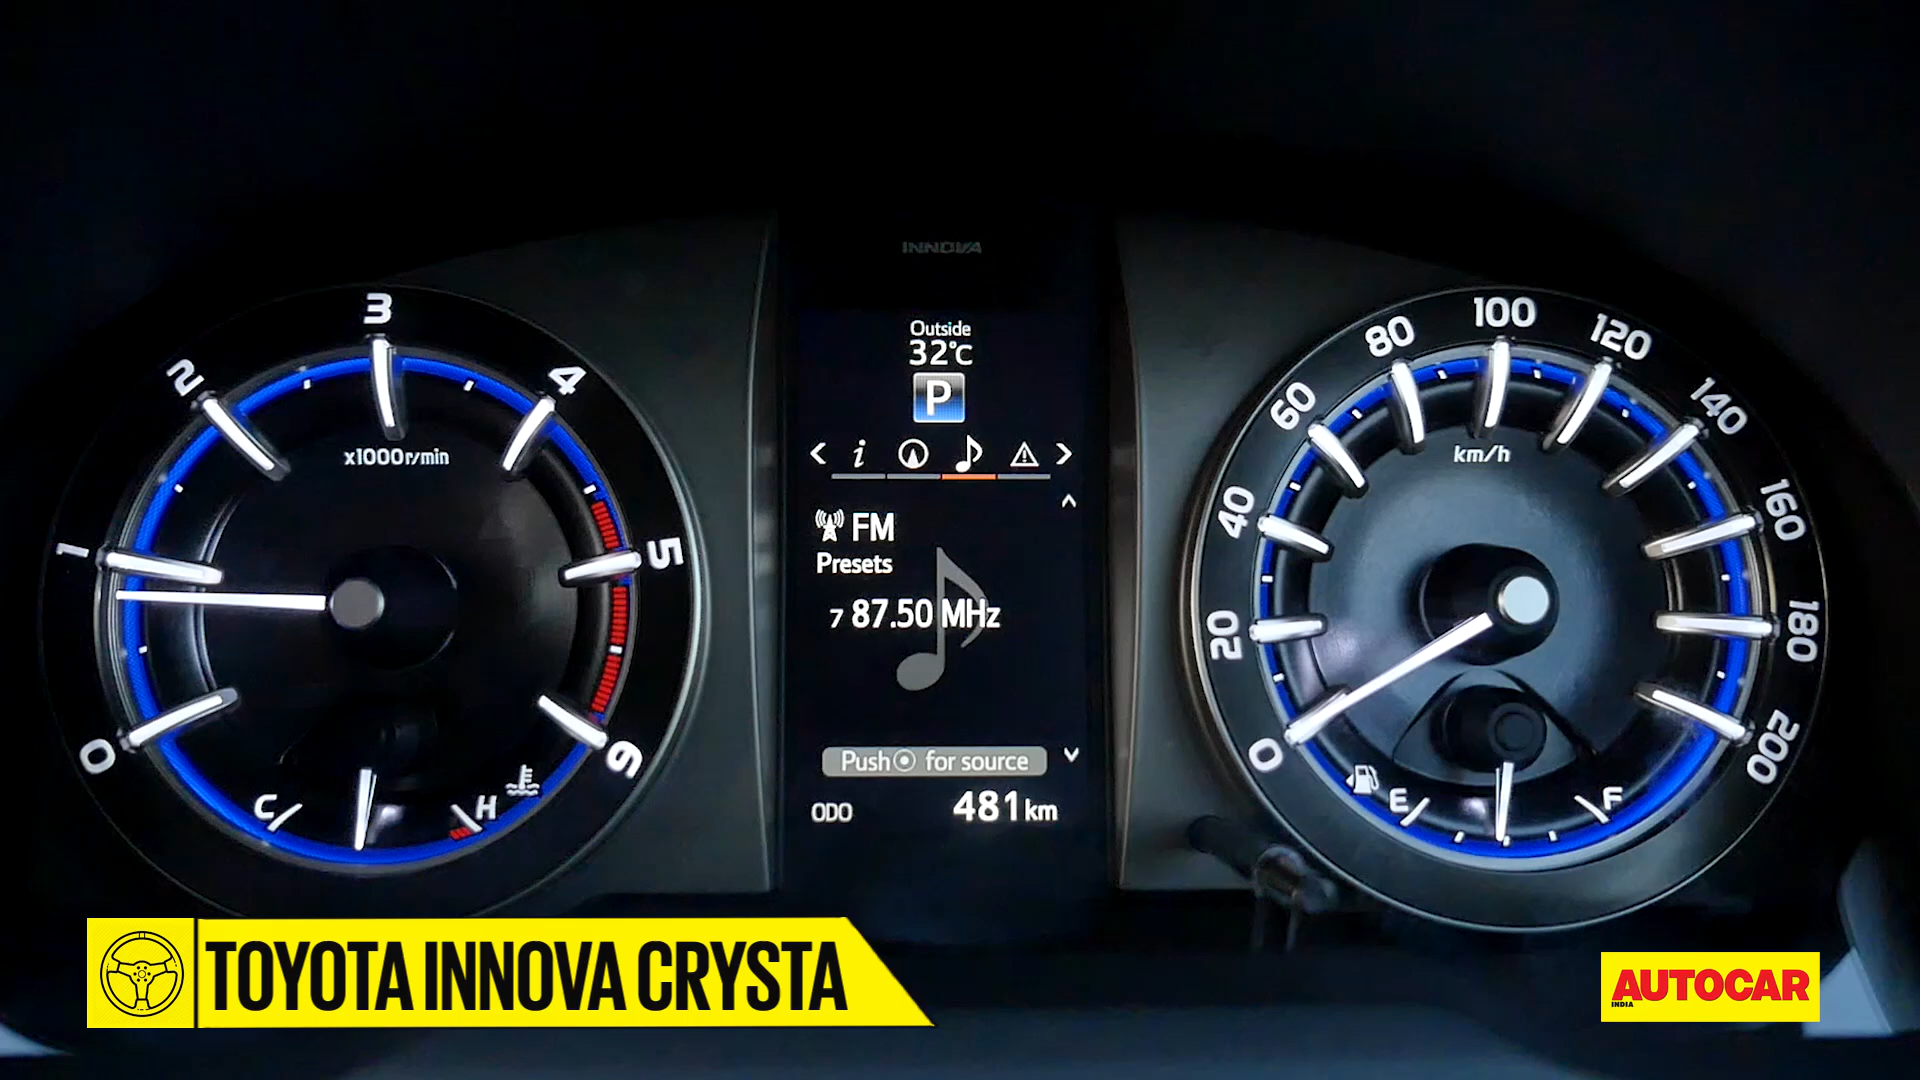 INNOVA
Outside
32°C
P
i
FM
Presets
7 87.50 MHz
Push for source
ODO 481 km
0
1
2
3
4
5
6
x1000r/min
C
H
0
20
40
60
80
100
120
140
160
180
200
km/h
E
F
TOYOTA INNOVA CRYSTA
AUTOCAR
INDIA